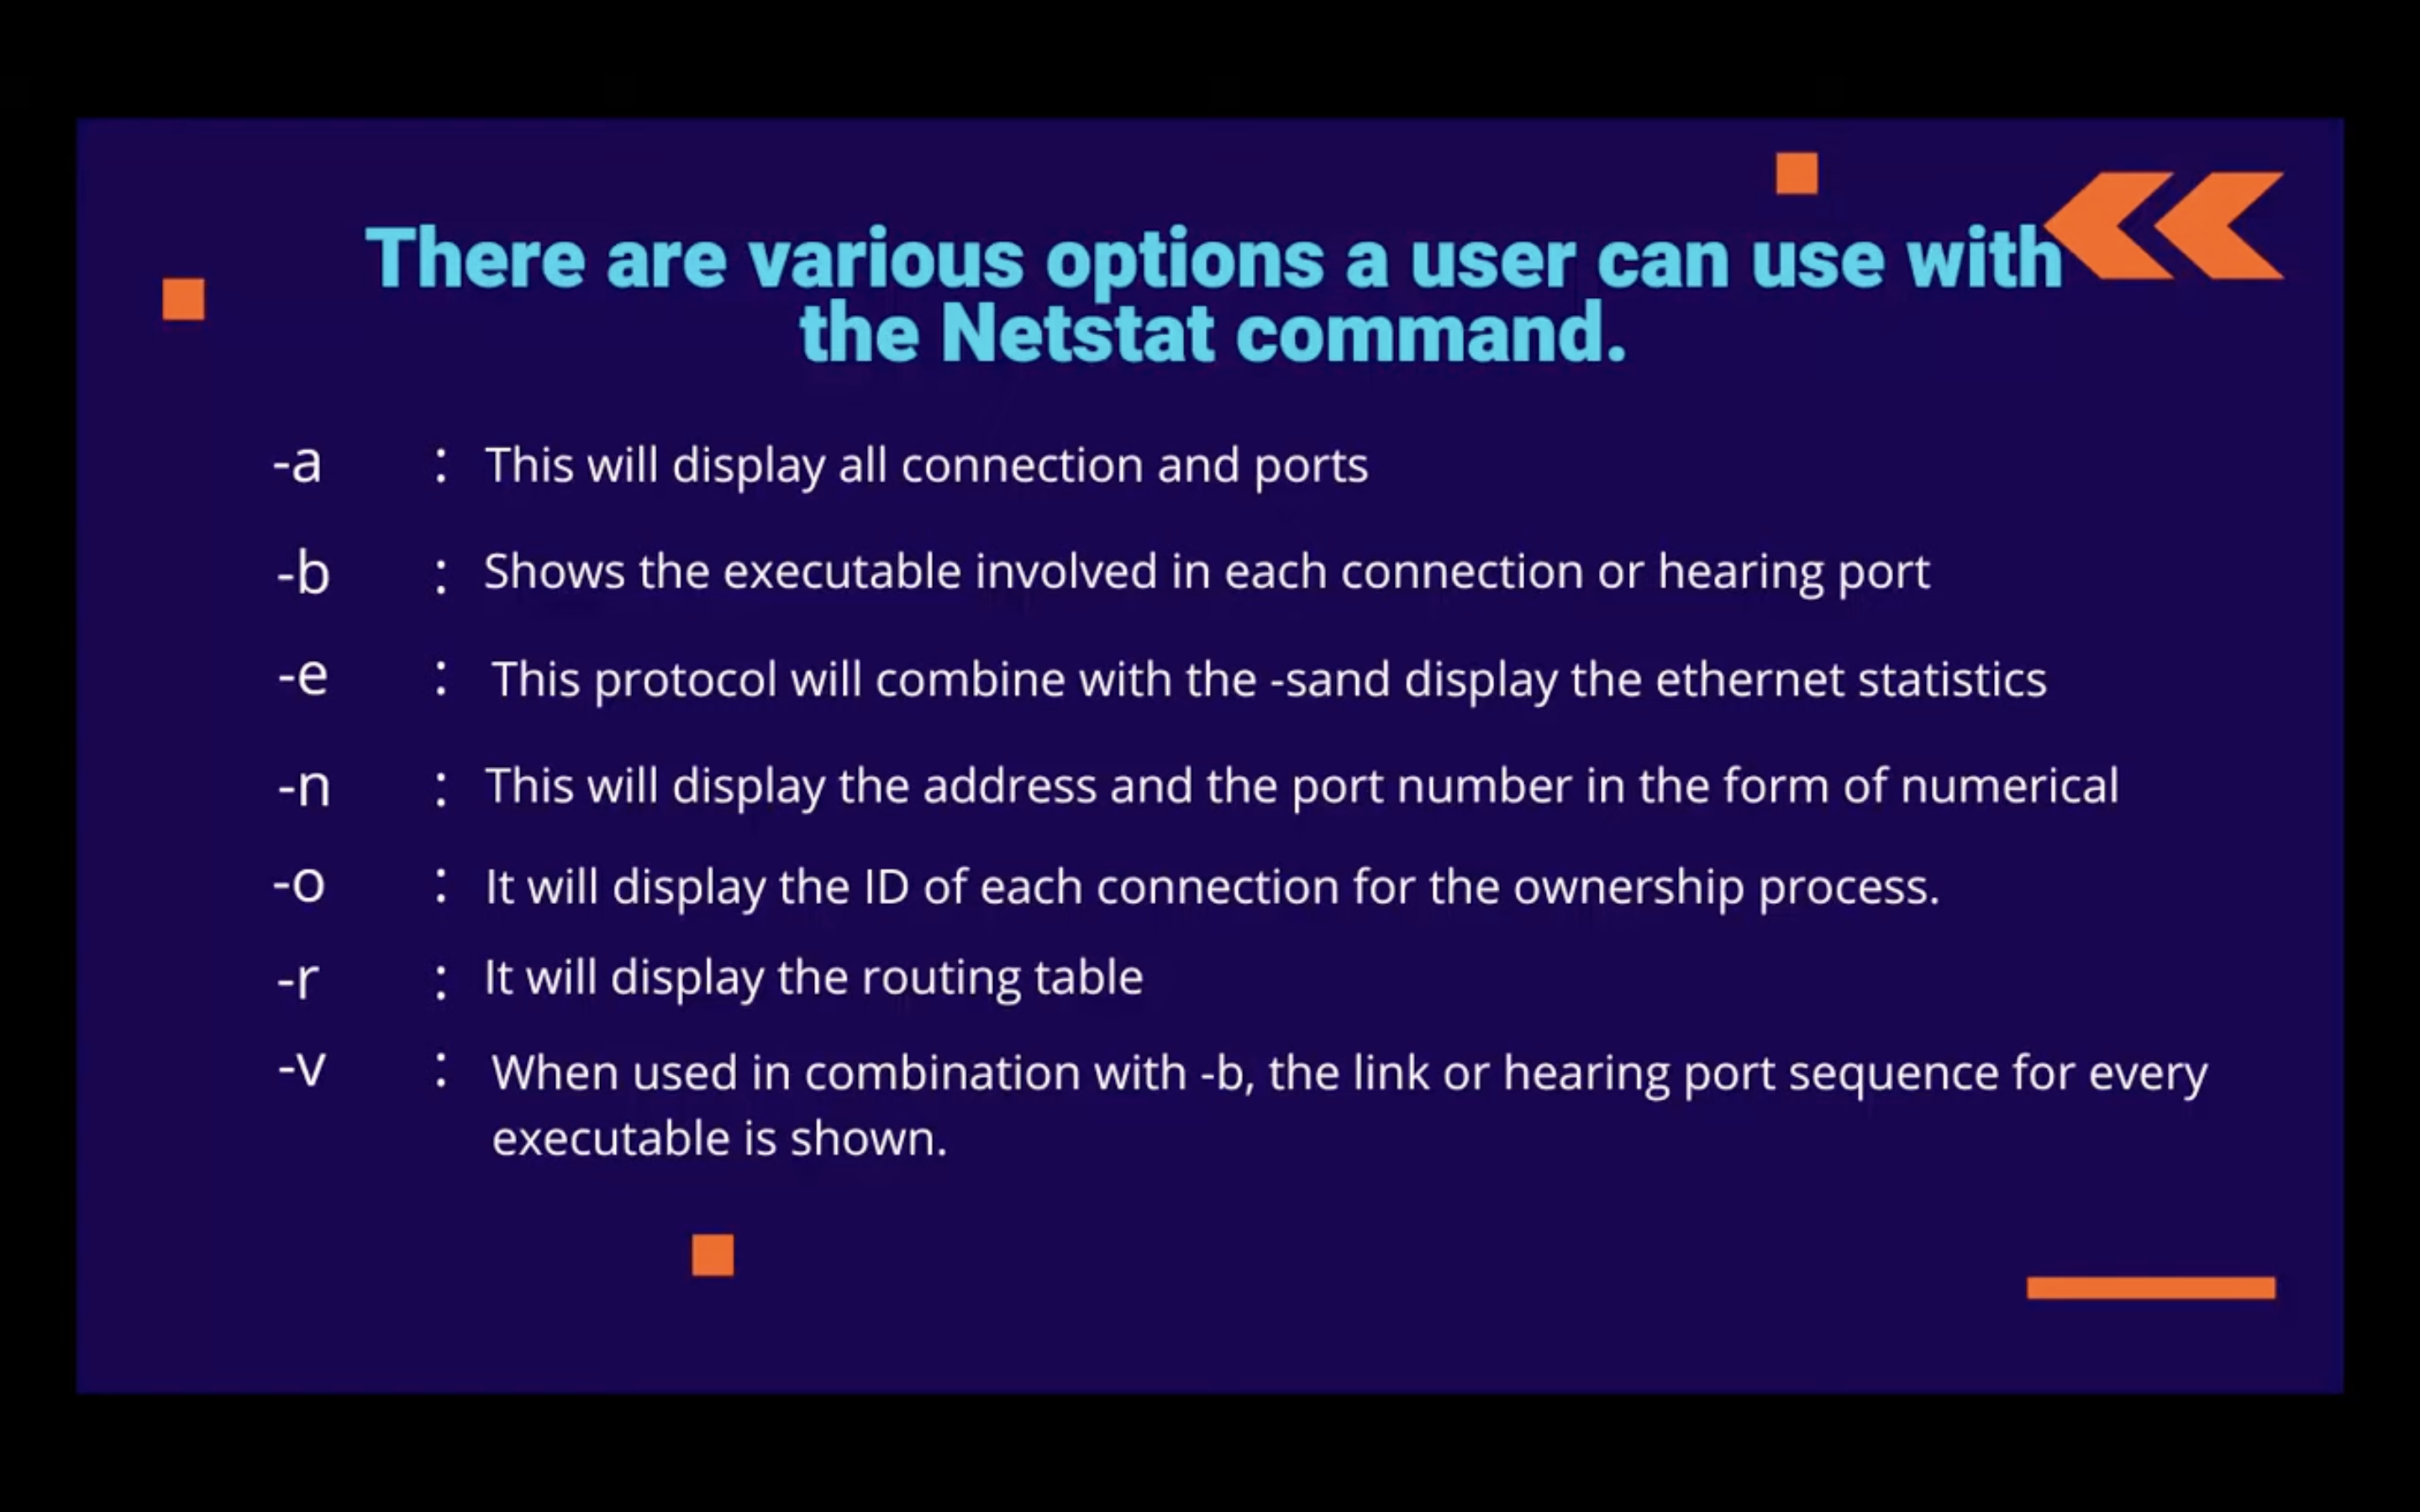 There are various options a user can use with
the Netstat command.
-a : This will display all connection and ports
-b : Shows the executable involved in each connection or hearing port
-e : This protocol will combine with the -sand display the ethernet statistics
-n : This will display the address and the port number in the form of numerical
-o : It will display the ID of each connection for the ownership process.
-r : It will display the routing table
-v : When used in combination with -b, the link or hearing port sequence for every
executable is shown.